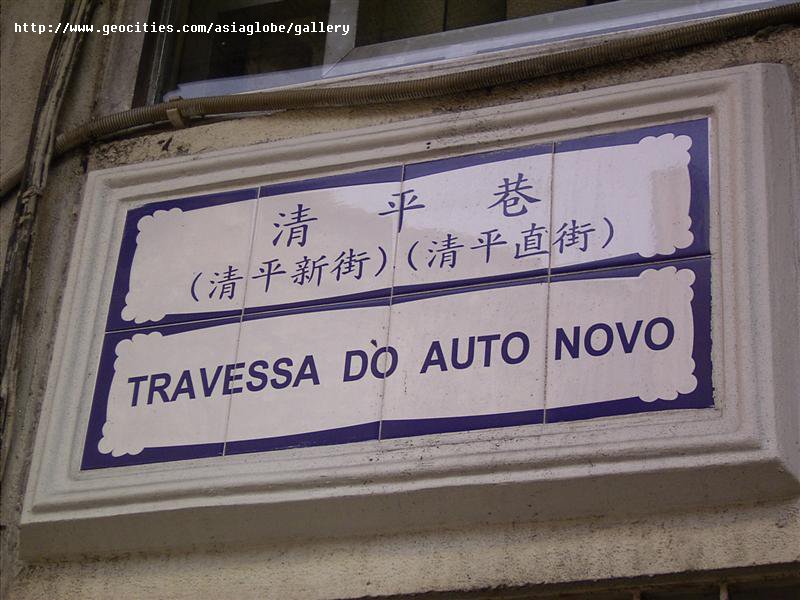 http://www.geocities.com/asiaglobe/gallery
清 平 巷
(清平新街)(清平直街)
TRAVESSA DÒ AUTO NOVO